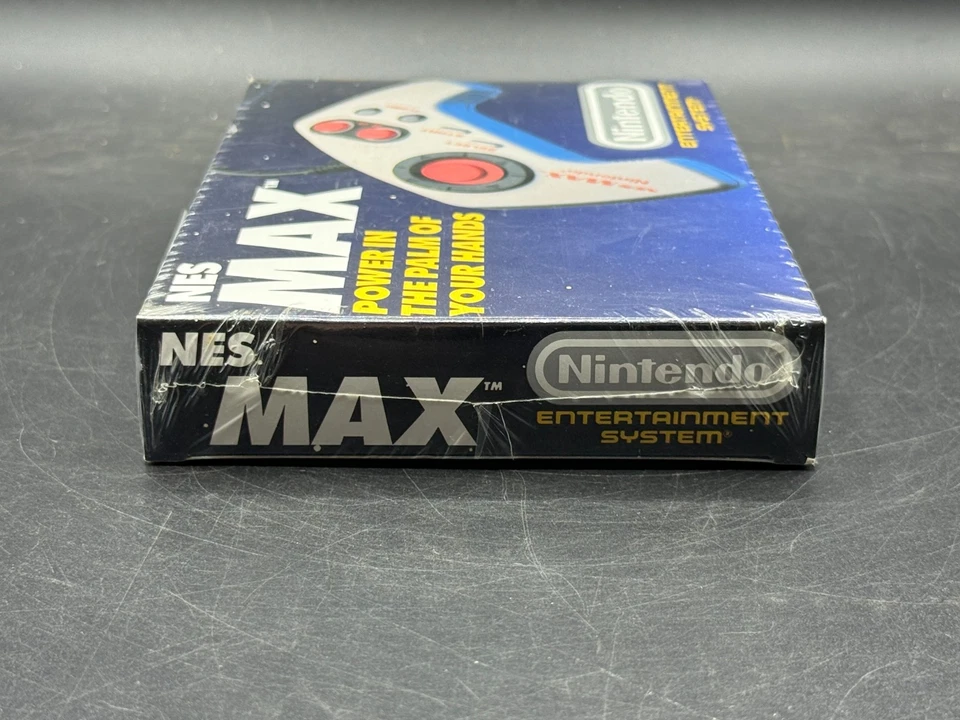 NES
MAX™
POWER IN
THE PALM OF
YOUR HANDS
Nintendo
ENTERTAINMENT
SYSTEM
NES
MAX™
Nintendo
ENTERTAINMENT
SYSTEM®